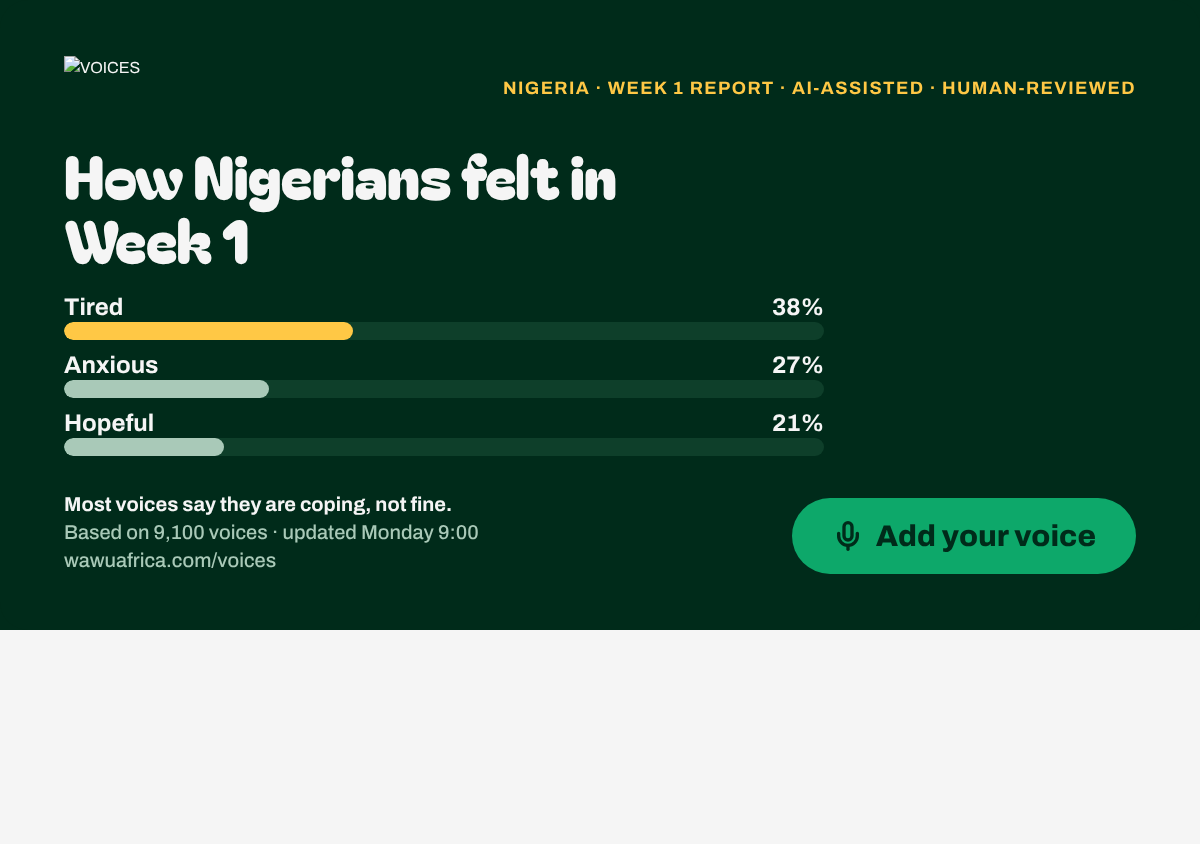 VOICES
NIGERIA · WEEK 1 REPORT · AI-ASSISTED · HUMAN-REVIEWED
How Nigerians felt in
Week 1
Tired 38%
Anxious 27%
Hopeful 21%
Most voices say they are coping, not fine.
Based on 9,100 voices · updated Monday 9:00
wawuafrica.com/voices
Add your voice